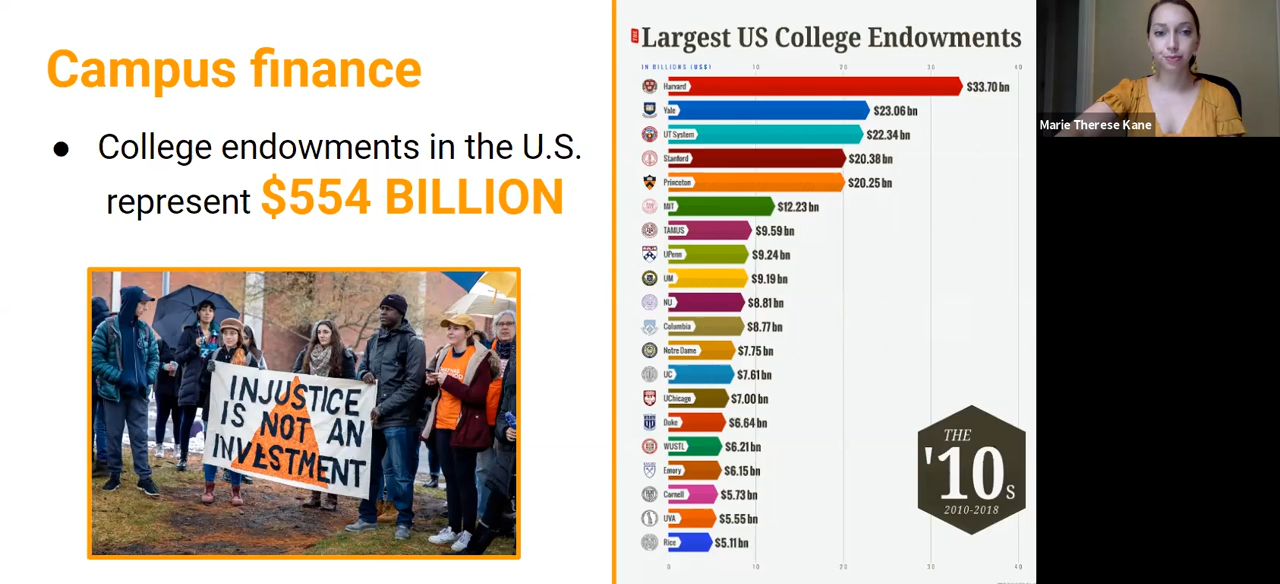 Campus finance
● College endowments in the U.S.
represent $554 BILLION
INJUSTICE
IS NOT AN
INVESTMENT
Largest US College Endowments
IN BILLIONS (US$) 10 20 30 40
Harvard $33.70 bn
Yale $23.06 bn
UT System $22.34 bn
Stanford $20.38 bn
Princeton $20.25 bn
MIT $12.23 bn
TAMUS $9.59 bn
UPenn $9.24 bn
UM $9.19 bn
NU $8.81 bn
Columbia $8.77 bn
Notre Dame $7.75 bn
UC $7.61 bn
UChicago $7.00 bn
Duke $6.64 bn
WUSTL $6.21 bn
Emory $6.15 bn
Cornell $5.73 bn
UVA $5.55 bn
Rice $5.11 bn
0 10 20 30 40
THE
'10s
2010-2018
Marie Therese Kane